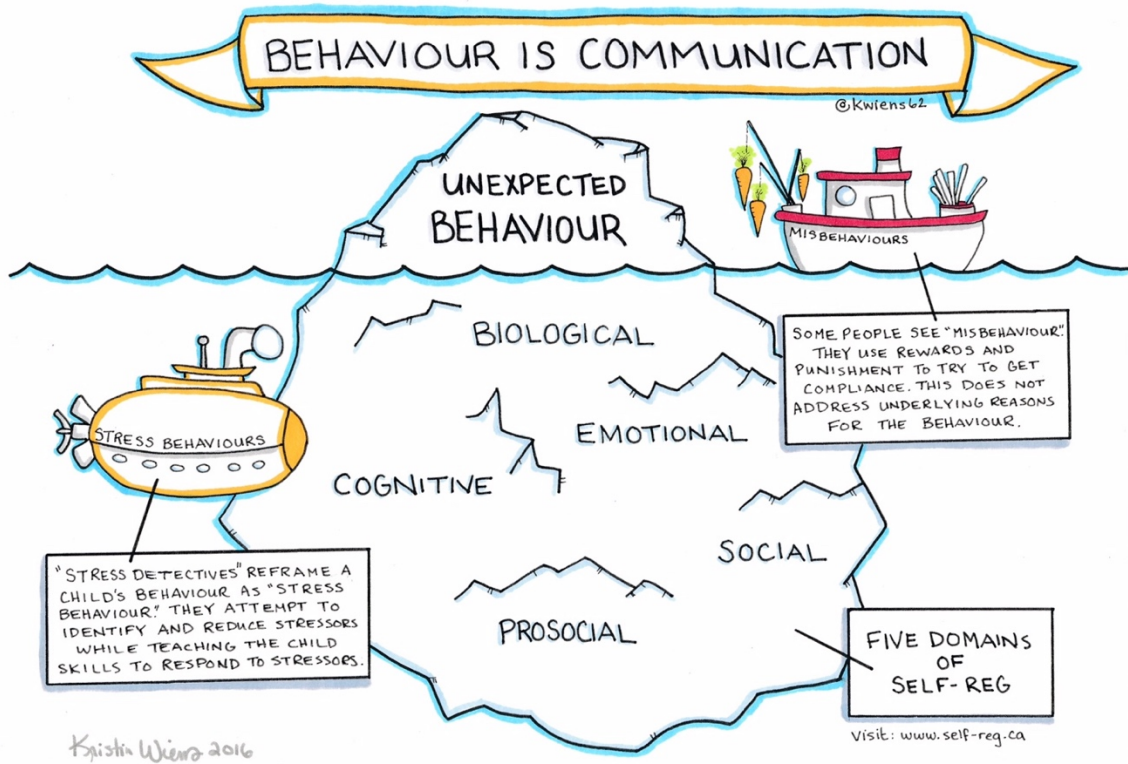 BEHAVIOUR IS COMMUNICATION
@Kwiens62
UNEXPECTED
BEHAVIOUR
MISBEHAVIOURS
SOME PEOPLE SEE "MISBEHAVIOUR".
THEY USE REWARDS AND
PUNISHMENT TO TRY TO GET
COMPLIANCE. THIS DOES NOT
ADDRESS UNDERLYING REASONS
FOR THE BEHAVIOUR.
BIOLOGICAL
EMOTIONAL
STRESS BEHAVIOURS
COGNITIVE
SOCIAL
"STRESS DETECTIVES" REFRAME A
CHILD'S BEHAVIOUR AS "STRESS
BEHAVIOUR." THEY ATTEMPT TO
IDENTIFY AND REDUCE STRESSORS
WHILE TEACHING THE CHILD
SKILLS TO RESPOND TO STRESSORS.
PROSOCIAL
FIVE DOMAINS
OF
SELF-REG
Visit: www.self-reg.ca
Kristin Wiens 2016